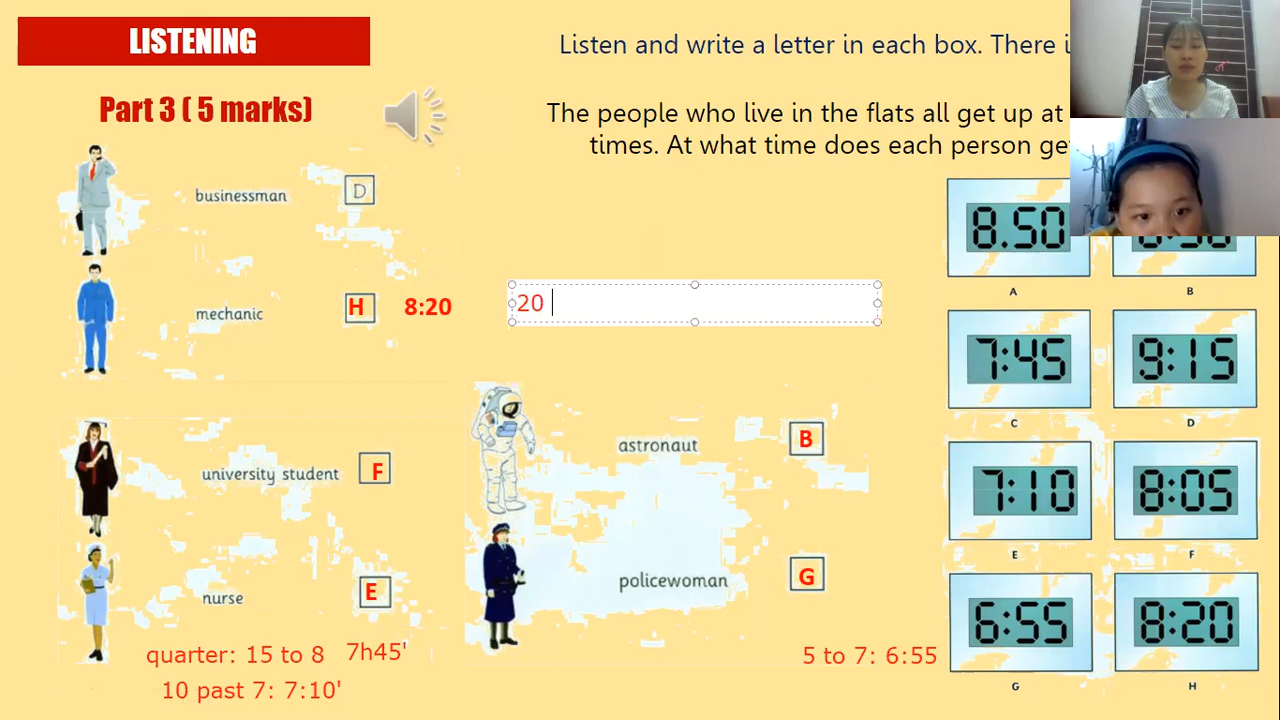 LISTENING
Listen and write a letter in each box. There
Part 3 ( 5 marks)
The people who live in the flats all get up at
times. At what time does each person
businessman D
mechanic H 8:20
20
university student F
nurse E
astronaut B
policewoman G
quarter: 15 to 8 7h45'
10 past 7: 7:10'
5 to 7: 6:55
8.50
A B
7:45 9:15
C D
7:10 8:05
E F
6:55 8:20
G H